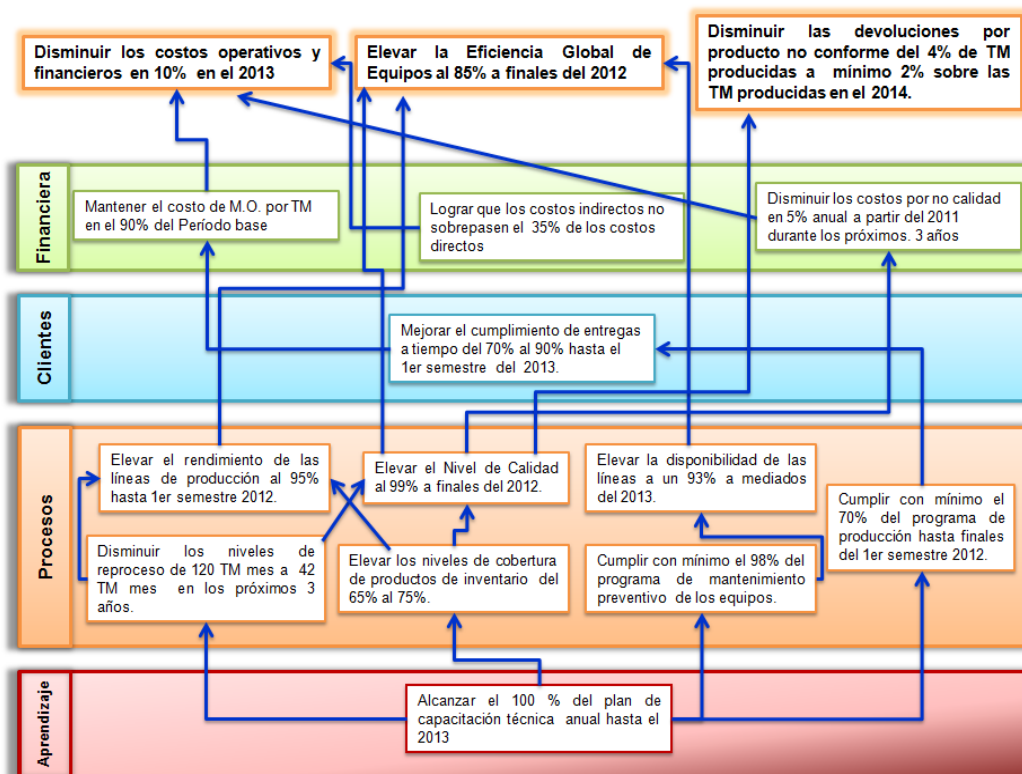 Disminuir los costos operativos y
financieros en 10% en el 2013
Elevar la Eficiencia Global de
Equipos al 85% a finales del 2012
Disminuir las devoluciones por
producto no conforme del 4% de TM
producidas a mínimo 2% sobre las
TM producidas en el 2014.
Financiera
Mantener el costo de M.O. por TM
en el 90% del Período base
Lograr que los costos indirectos no
sobrepasen el 35% de los costos
directos
Disminuir los costos por no calidad
en 5% anual a partir del 2011
durante los próximos. 3 años
Clientes
Mejorar el cumplimiento de entregas
a tiempo del 70% al 90% hasta el
1er semestre del 2013.
Procesos
Elevar el rendimiento de las
líneas de producción al 95%
hasta 1er semestre 2012.
Elevar el Nivel de Calidad
al 99% a finales del 2012.
Elevar la disponibilidad de las
líneas a un 93% a mediados
del 2013.
Cumplir con mínimo el
70% del programa de
producción hasta finales
del 1er semestre 2012.
Disminuir los niveles de
reproceso de 120 TM mes a 42
TM mes en los próximos 3
años.
Elevar los niveles de cobertura
de productos de inventario del
65% al 75%.
Cumplir con mínimo el 98% del
programa de mantenimiento
preventivo de los equipos.
Aprendizaje
Alcanzar el 100 % del plan de
capacitación técnica anual hasta el
2013